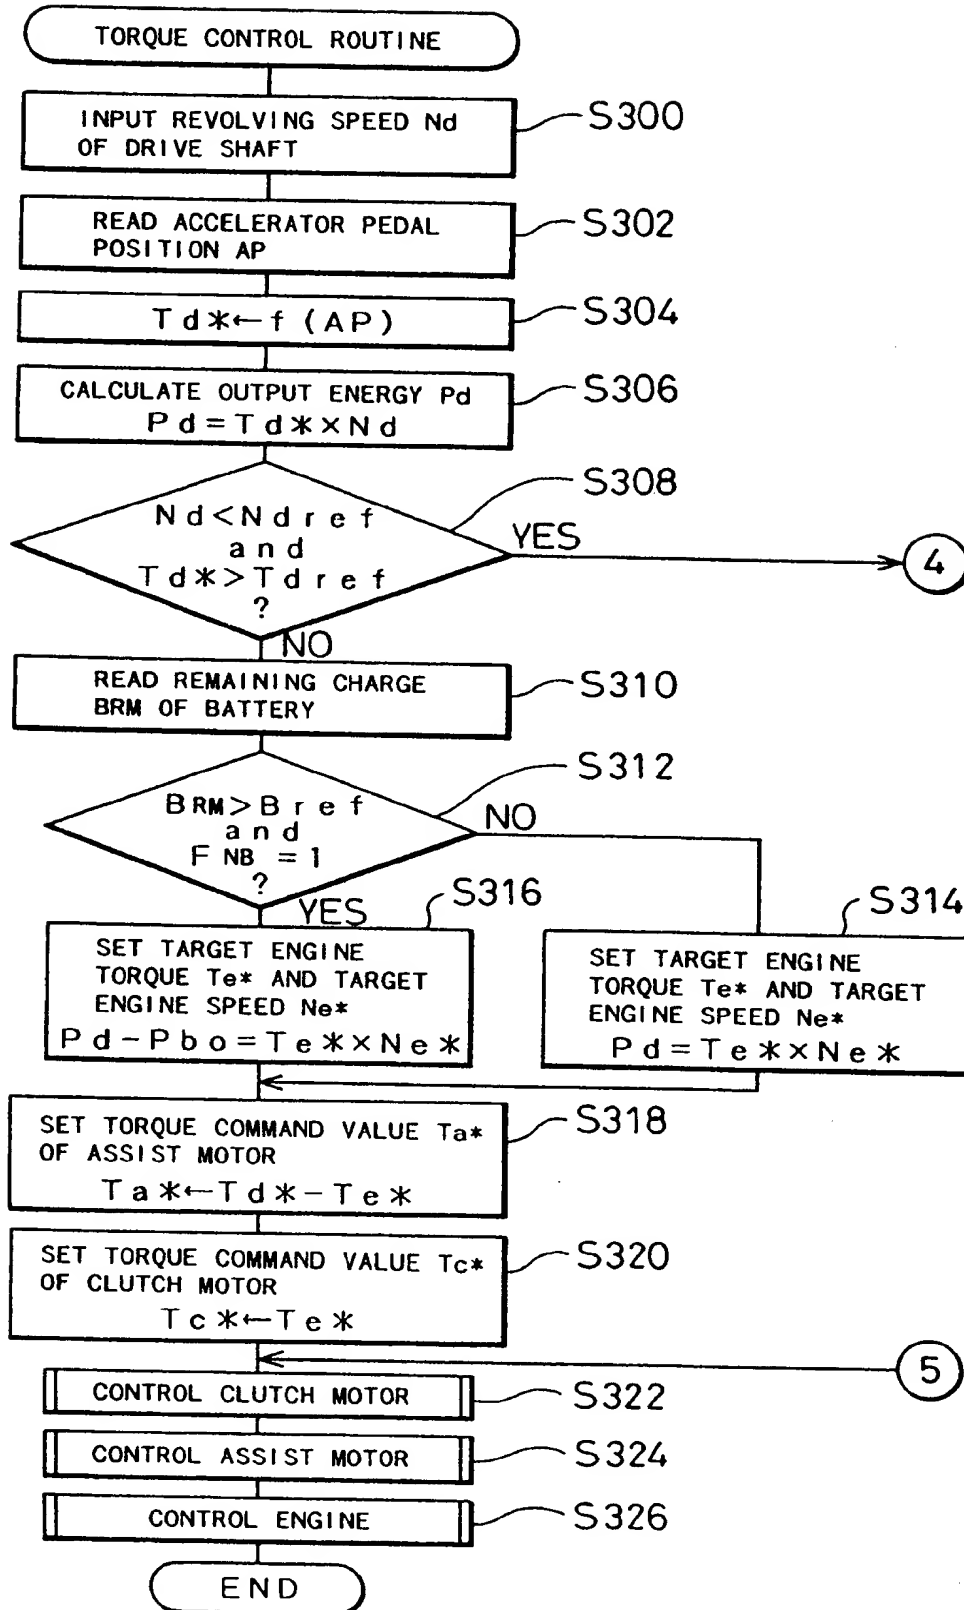 TORQUE CONTROL ROUTINE
INPUT REVOLVING SPEED Nd
OF DRIVE SHAFT
S300
READ ACCELERATOR PEDAL
POSITION AP
S302
Td*←f (AP)
S304
CALCULATE OUTPUT ENERGY Pd
Pd=Td*×Nd
S306
Nd<Ndref
and
Td*>Tdref
?
S308
YES
4
NO
READ REMAINING CHARGE
BRM OF BATTERY
S310
BRM>Bref
and
FNB =1
?
S312
NO
YES
S316
SET TARGET ENGINE
TORQUE Te* AND TARGET
ENGINE SPEED Ne*
Pd-Pbo=Te*×Ne*
S314
SET TARGET ENGINE
TORQUE Te* AND TARGET
ENGINE SPEED Ne*
Pd=Te*×Ne*
SET TORQUE COMMAND VALUE Ta*
OF ASSIST MOTOR
Ta*←Td*-Te*
S318
SET TORQUE COMMAND VALUE Tc*
OF CLUTCH MOTOR
Tc*←Te*
S320
5
CONTROL CLUTCH MOTOR
S322
CONTROL ASSIST MOTOR
S324
CONTROL ENGINE
S326
END